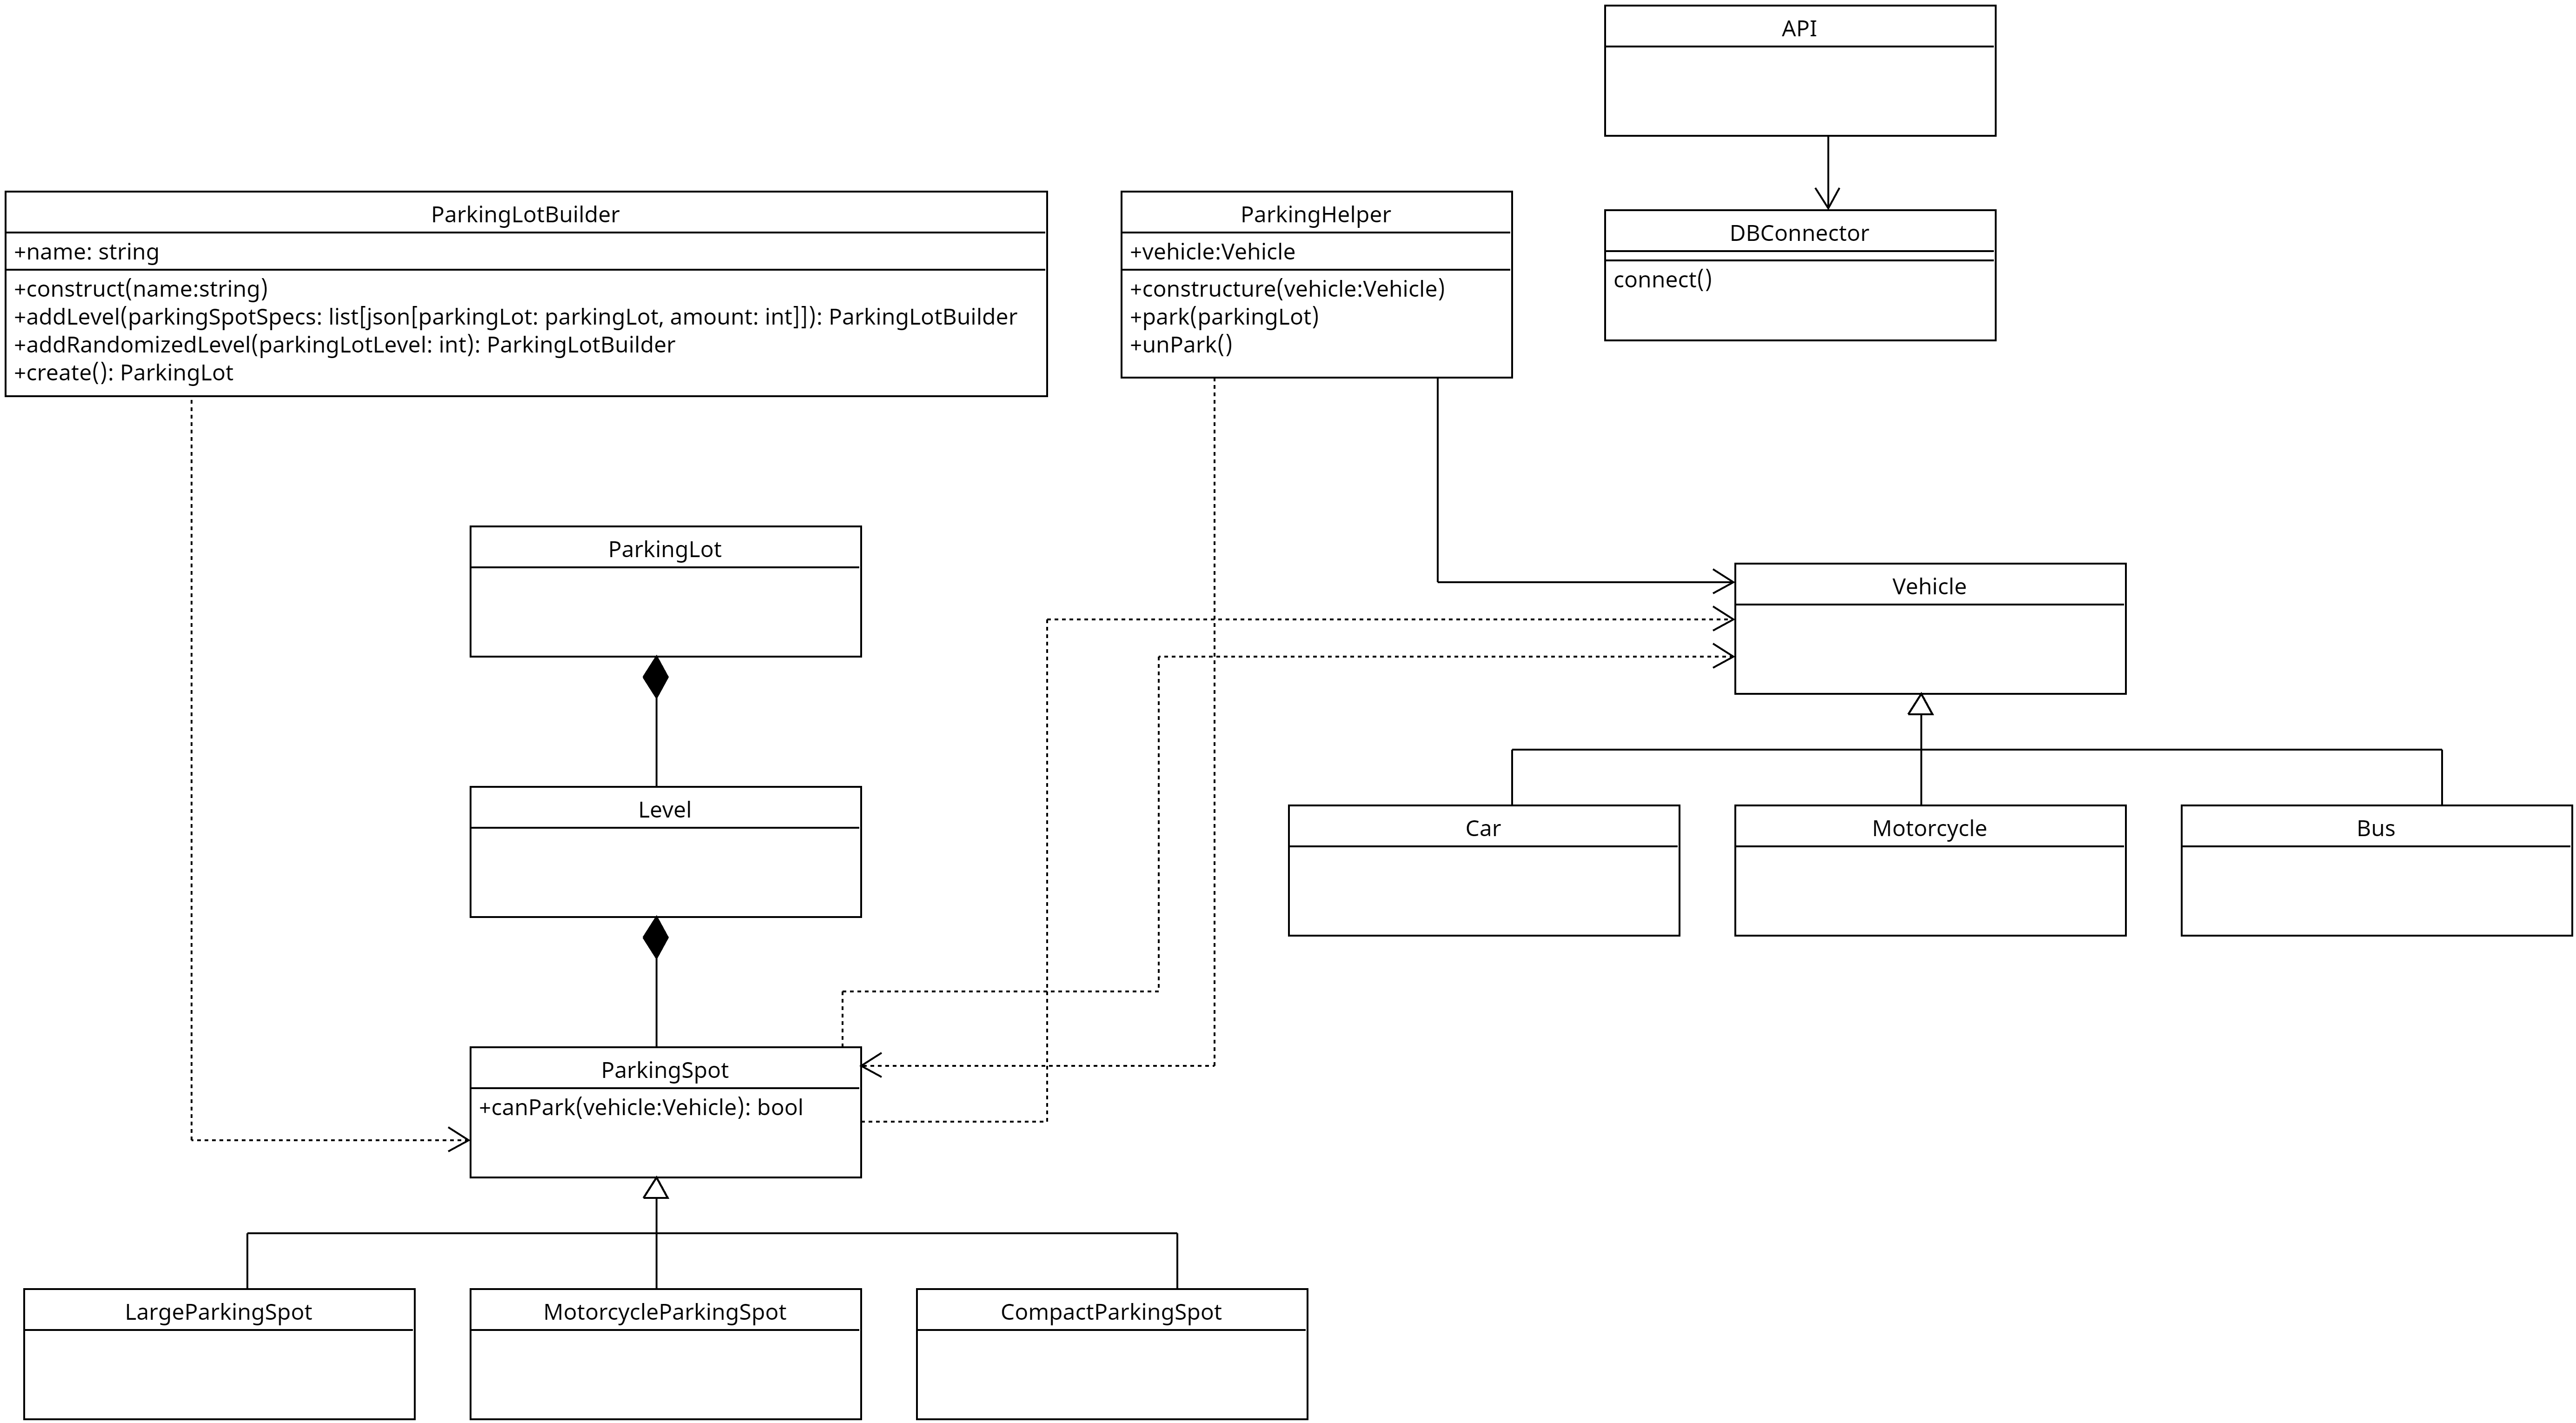 API
ParkingLotBuilder
+name: string
+construct(name:string)
+addLevel(parkingSpotSpecs: list[json[parkingLot: parkingLot, amount: int]]): ParkingLotBuilder
+addRandomizedLevel(parkingLotLevel: int): ParkingLotBuilder
+create(): ParkingLot
ParkingHelper
+vehicle:Vehicle
+constructure(vehicle:Vehicle)
+park(parkingLot)
+unPark()
DBConnector
connect()
ParkingLot
Vehicle
Level
Car
Motorcycle
Bus
ParkingSpot
+canPark(vehicle:Vehicle): bool
LargeParkingSpot
MotorcycleParkingSpot
CompactParkingSpot